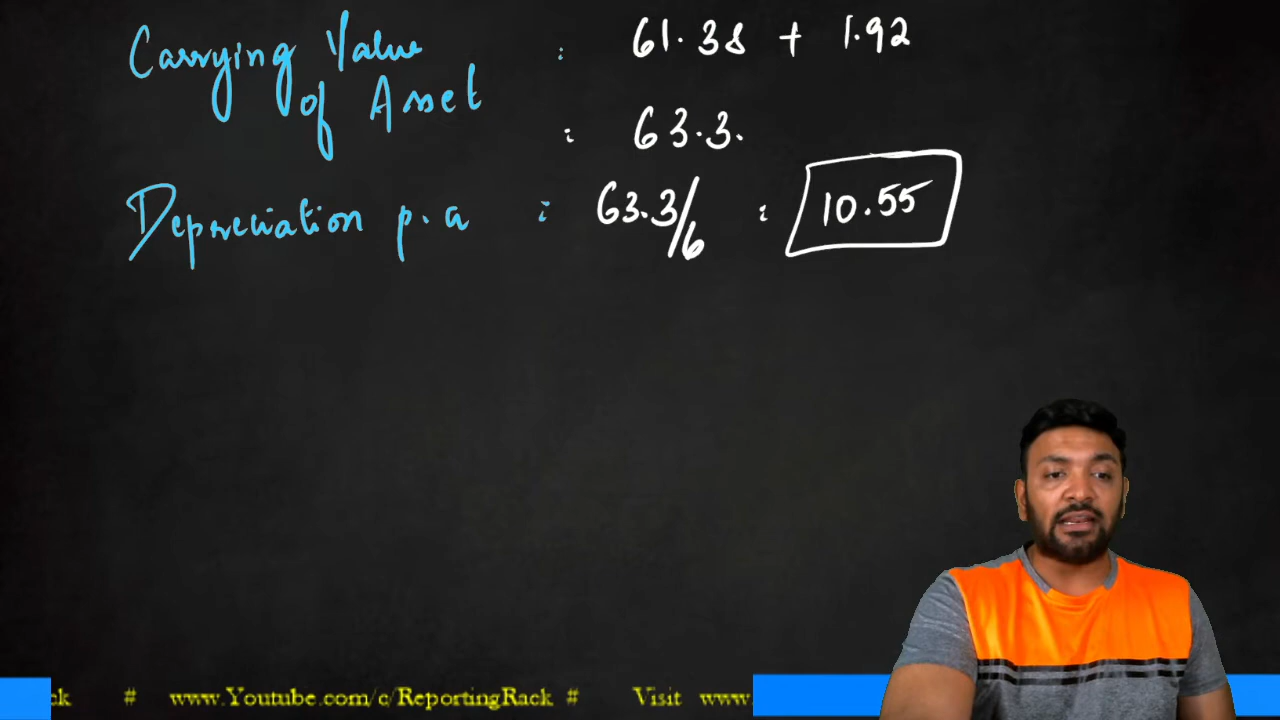 Carrying Value : 61.38 + 1.92
of Asset
: 63.3.
Depreciation p.a : 63.3/6 : 10.55
ck # www.Youtube.com/c/ReportingRack # Visit www.